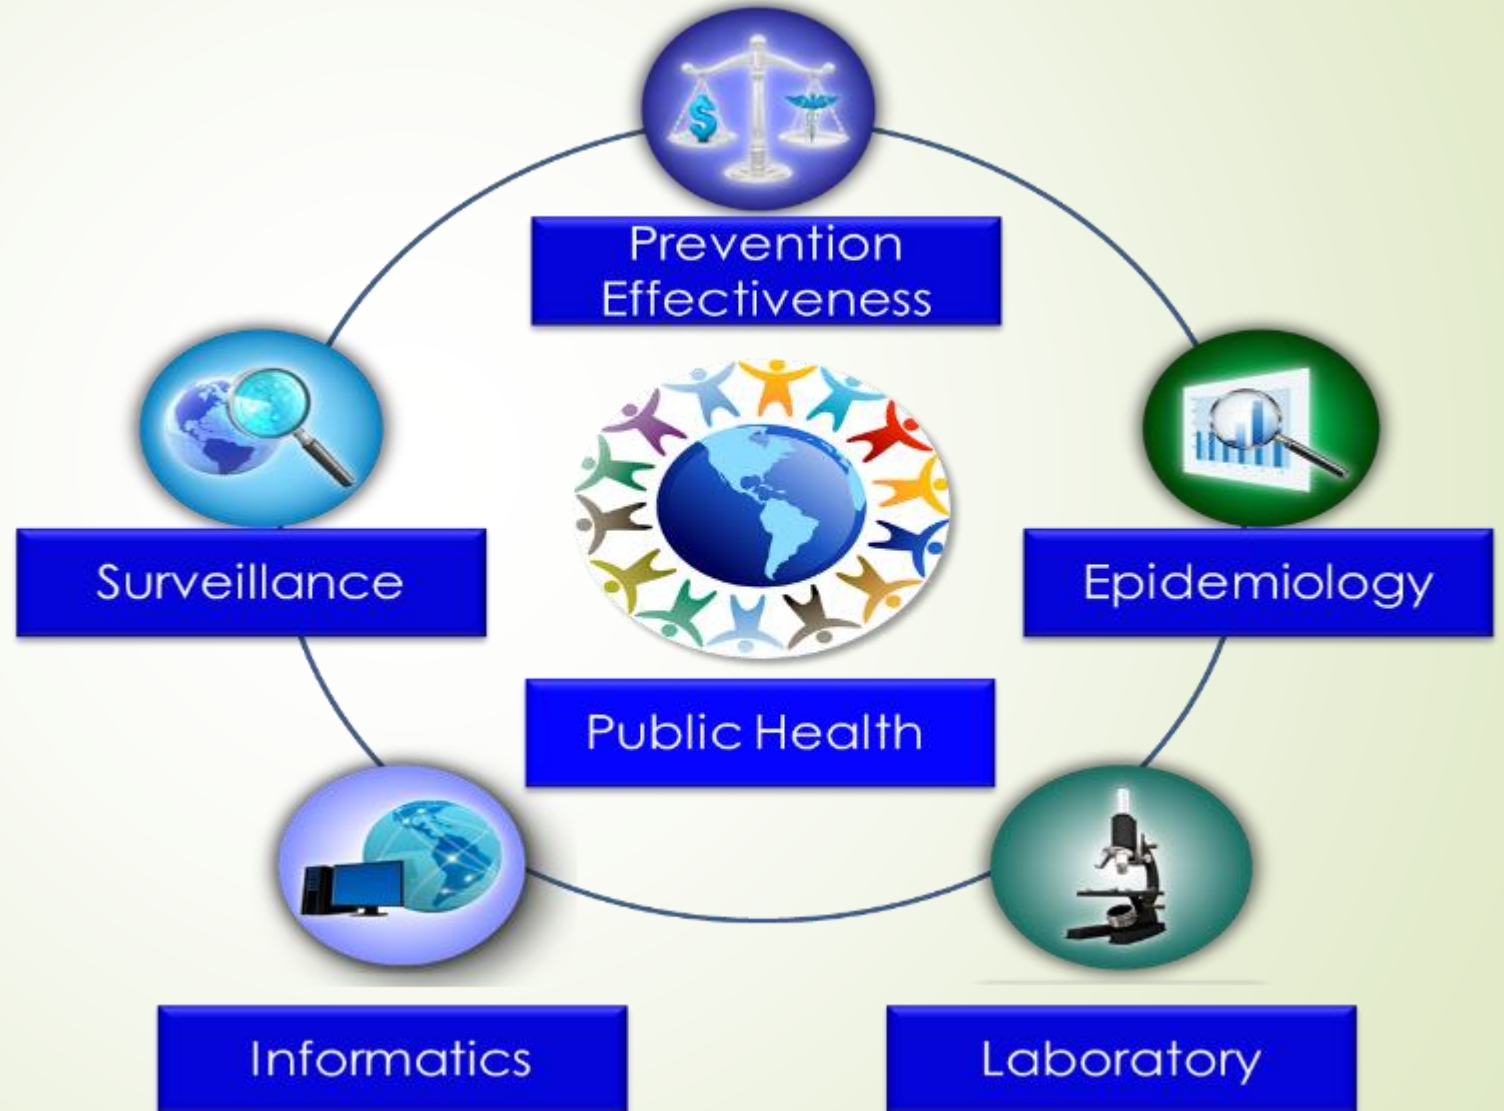 Prevention
Effectiveness
Surveillance
Epidemiology
Public Health
Informatics
Laboratory